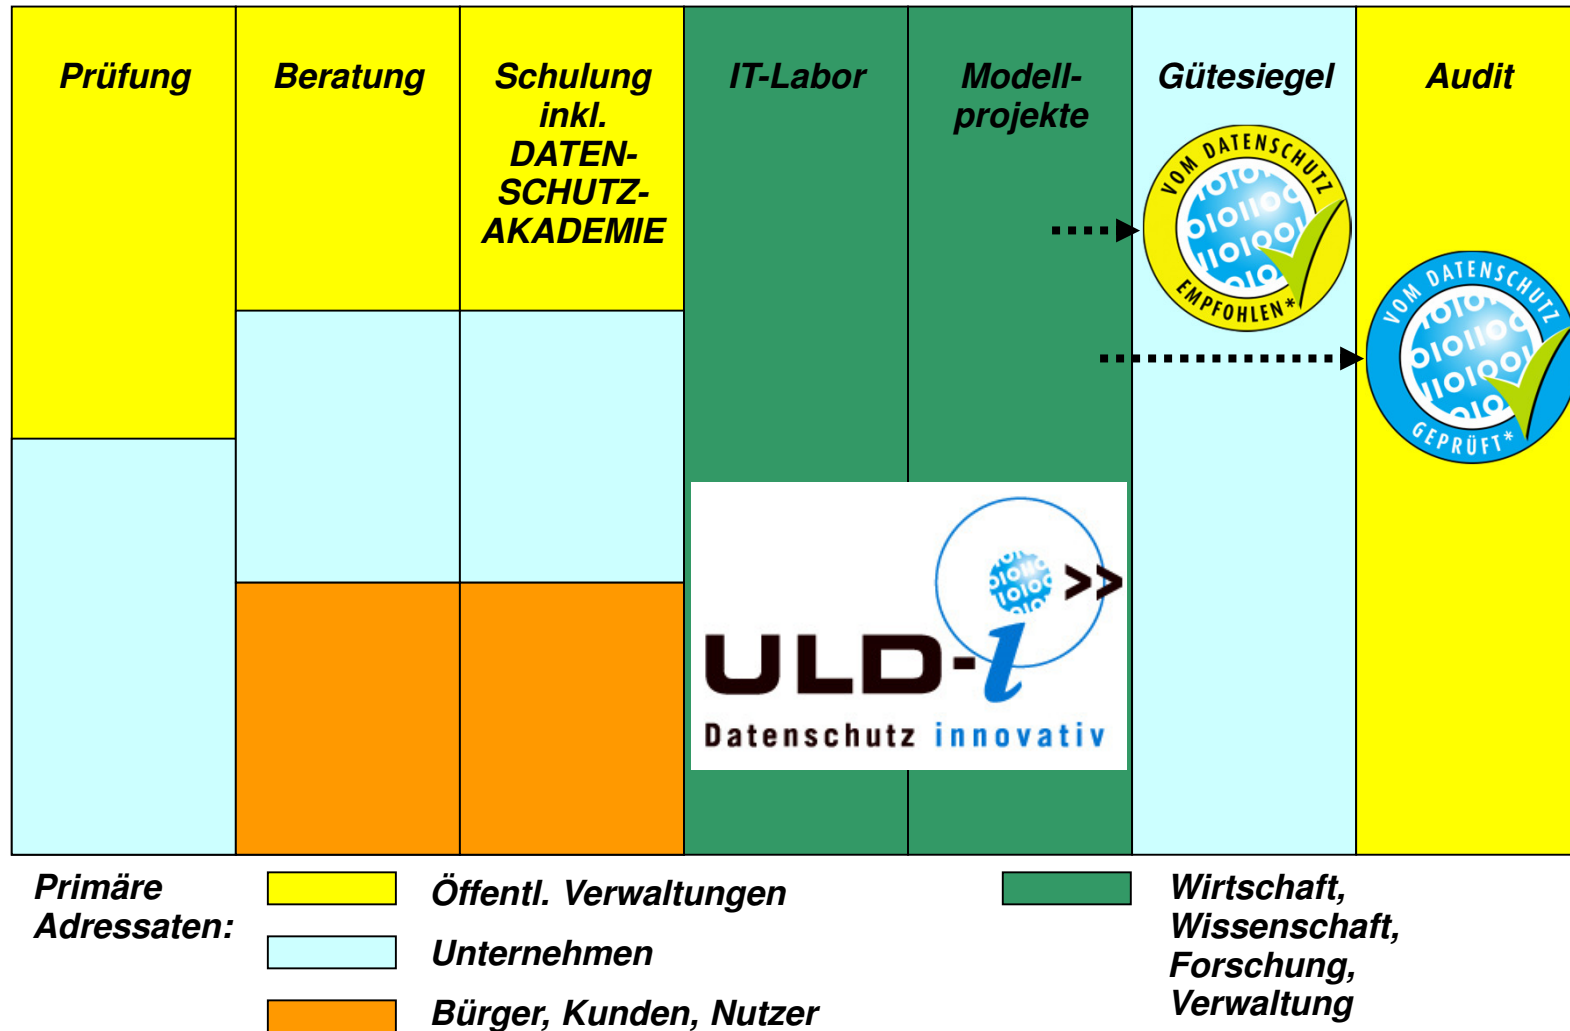 Prüfung
Beratung
Schulung
inkl.
DATEN-
SCHUTZ-
AKADEMIE
IT-Labor
Modell-
projekte
Gütesiegel
Audit
VOM DATENSCHUTZ
EMPFOHLEN*
VOM DATENSCHUTZ
GEPRÜFT*
>>
ULD-i
Datenschutz innovativ
Primäre
Adressaten:
Öffentl. Verwaltungen
Unternehmen
Bürger, Kunden, Nutzer
Wirtschaft,
Wissenschaft,
Forschung,
Verwaltung